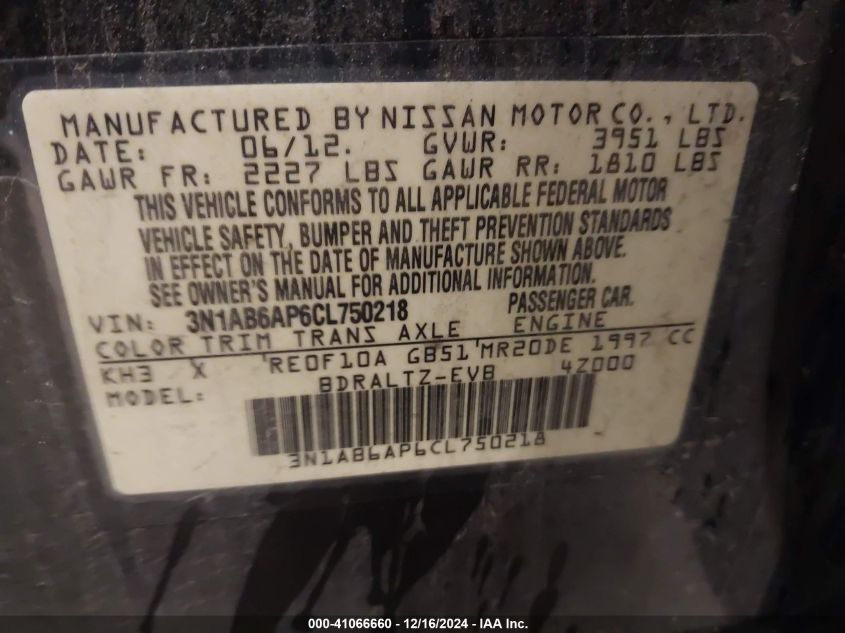 MANUFACTURED BY NISSAN MOTOR CO., LTD.
DATE: 06/12. GVWR: 3951 LBS
GAWR FR: 2227 LBS GAWR RR: 1810 LBS
THIS VEHICLE CONFORMS TO ALL APPLICABLE FEDERAL MOTOR
VEHICLE SAFETY, BUMPER AND THEFT PREVENTION STANDARDS
IN EFFECT ON THE DATE OF MANUFACTURE SHOWN ABOVE.
SEE OWNER'S MANUAL FOR ADDITIONAL INFORMATION.
VIN: 3N1AB6AP6CL750218 PASSENGER CAR.
COLOR TRIM TRANS AXLE ENGINE
KH3 X 'RE0F10A GB51'MR20DE 1997 CC
MODEL: BDRALTZ-EVB 4Z000
3N1AB6AP6CL750218
000-41066660 - 12/16/2024 - IAA Inc.